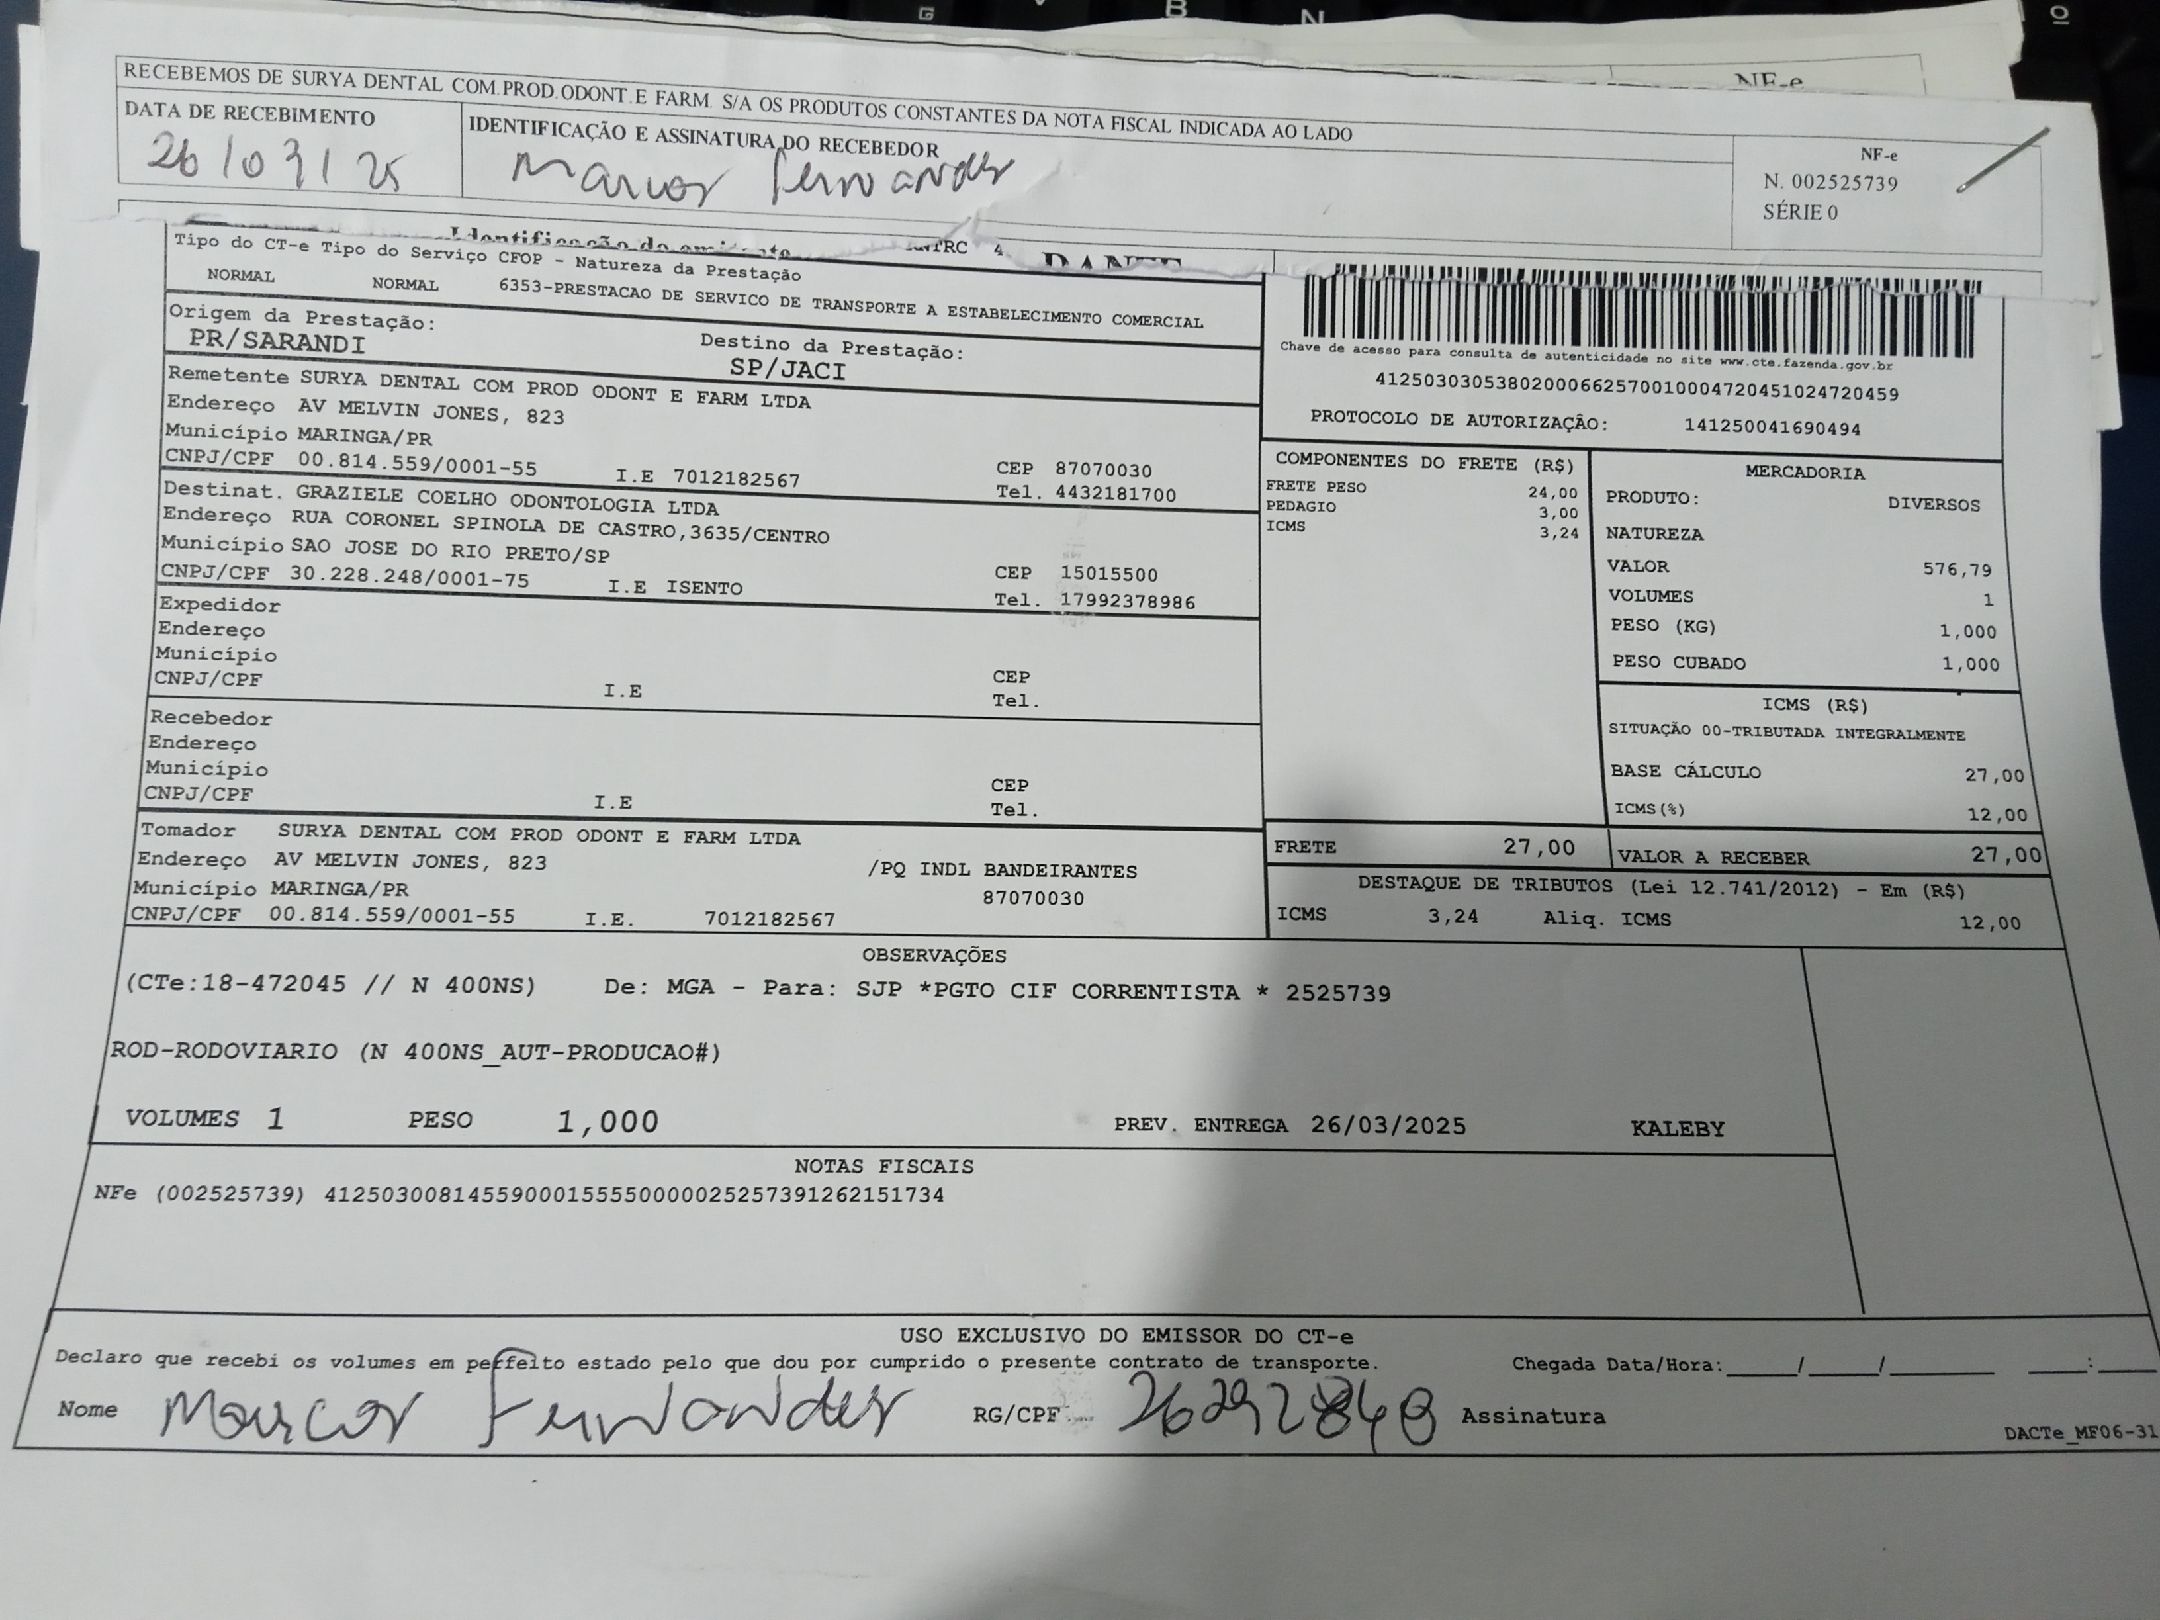 RECEBEMOS DE SURYA DENTAL COM.PROD.ODONT.E FARM. S/A OS PRODUTOS CONSTANTES DA NOTA FISCAL INDICADA AO LADO
DATA DE RECEBIMENTO
26/03/25
IDENTIFICAÇÃO E ASSINATURA DO RECEBEDOR
Marcos Fernandes
NF-e
NF-e
N. 002525739
SÉRIE 0
Identificação do emitente
Tipo do CT-e Tipo do Serviço CFOP - Natureza da Prestação
NORMAL NORMAL 6353-PRESTACAO DE SERVICO DE TRANSPORTE A ESTABELECIMENTO COMERCIAL
Origem da Prestação: Destino da Prestação:
PR/SARANDI SP/JACI
Remetente SURYA DENTAL COM PROD ODONT E FARM LTDA
Endereço AV MELVIN JONES, 823
Município MARINGA/PR
CNPJ/CPF 00.814.559/0001-55 I.E 7012182567 CEP 87070030
Tel. 4432181700
Destinat. GRAZIELE COELHO ODONTOLOGIA LTDA
Endereço RUA CORONEL SPINOLA DE CASTRO,3635/CENTRO
Município SAO JOSE DO RIO PRETO/SP
CNPJ/CPF 30.228.248/0001-75 I.E ISENTO CEP 15015500
Tel. 17992378986
Expedidor
Endereço
Município
CNPJ/CPF I.E CEP
Tel.
Recebedor
Endereço
Município
CNPJ/CPF I.E CEP
Tel.
Tomador SURYA DENTAL COM PROD ODONT E FARM LTDA
Endereço AV MELVIN JONES, 823 /PQ INDL BANDEIRANTES
Município MARINGA/PR 87070030
CNPJ/CPF 00.814.559/0001-55 I.E. 7012182567
Chave de acesso para consulta de autenticidade no site www.cte.fazenda.gov.br
41250303053802000662570010004720451024720459
PROTOCOLO DE AUTORIZAÇÃO: 141250041690494
COMPONENTES DO FRETE (R$)
FRETE PESO 24,00
PEDAGIO 3,00
ICMS 3,24
MERCADORIA
PRODUTO: DIVERSOS
NATUREZA
VALOR 576,79
VOLUMES 1
PESO (KG) 1,000
PESO CUBADO 1,000
ICMS (R$)
SITUAÇÃO 00-TRIBUTADA INTEGRALMENTE
BASE CÁLCULO 27,00
ICMS(%) 12,00
FRETE 27,00 VALOR A RECEBER 27,00
DESTAQUE DE TRIBUTOS (Lei 12.741/2012) - Em (R$)
ICMS 3,24 Aliq. ICMS 12,00
OBSERVAÇÕES
(CTe:18-472045 // N 400NS) De: MGA - Para: SJP *PGTO CIF CORRENTISTA * 2525739
ROD-RODOVIARIO (N 400NS_AUT-PRODUCAO#)
VOLUMES 1 PESO 1,000 PREV. ENTREGA 26/03/2025 KALEBY
NOTAS FISCAIS
NFe (002525739) 41250300814559000155550000025257391262151734
USO EXCLUSIVO DO EMISSOR DO CT-e
Declaro que recebi os volumes em perfeito estado pelo que dou por cumprido o presente contrato de transporte. Chegada Data/Hora:____/____/______ ___:___
Nome Marcos Fernandes RG/CPF Assinatura
DACTe_MF06-31